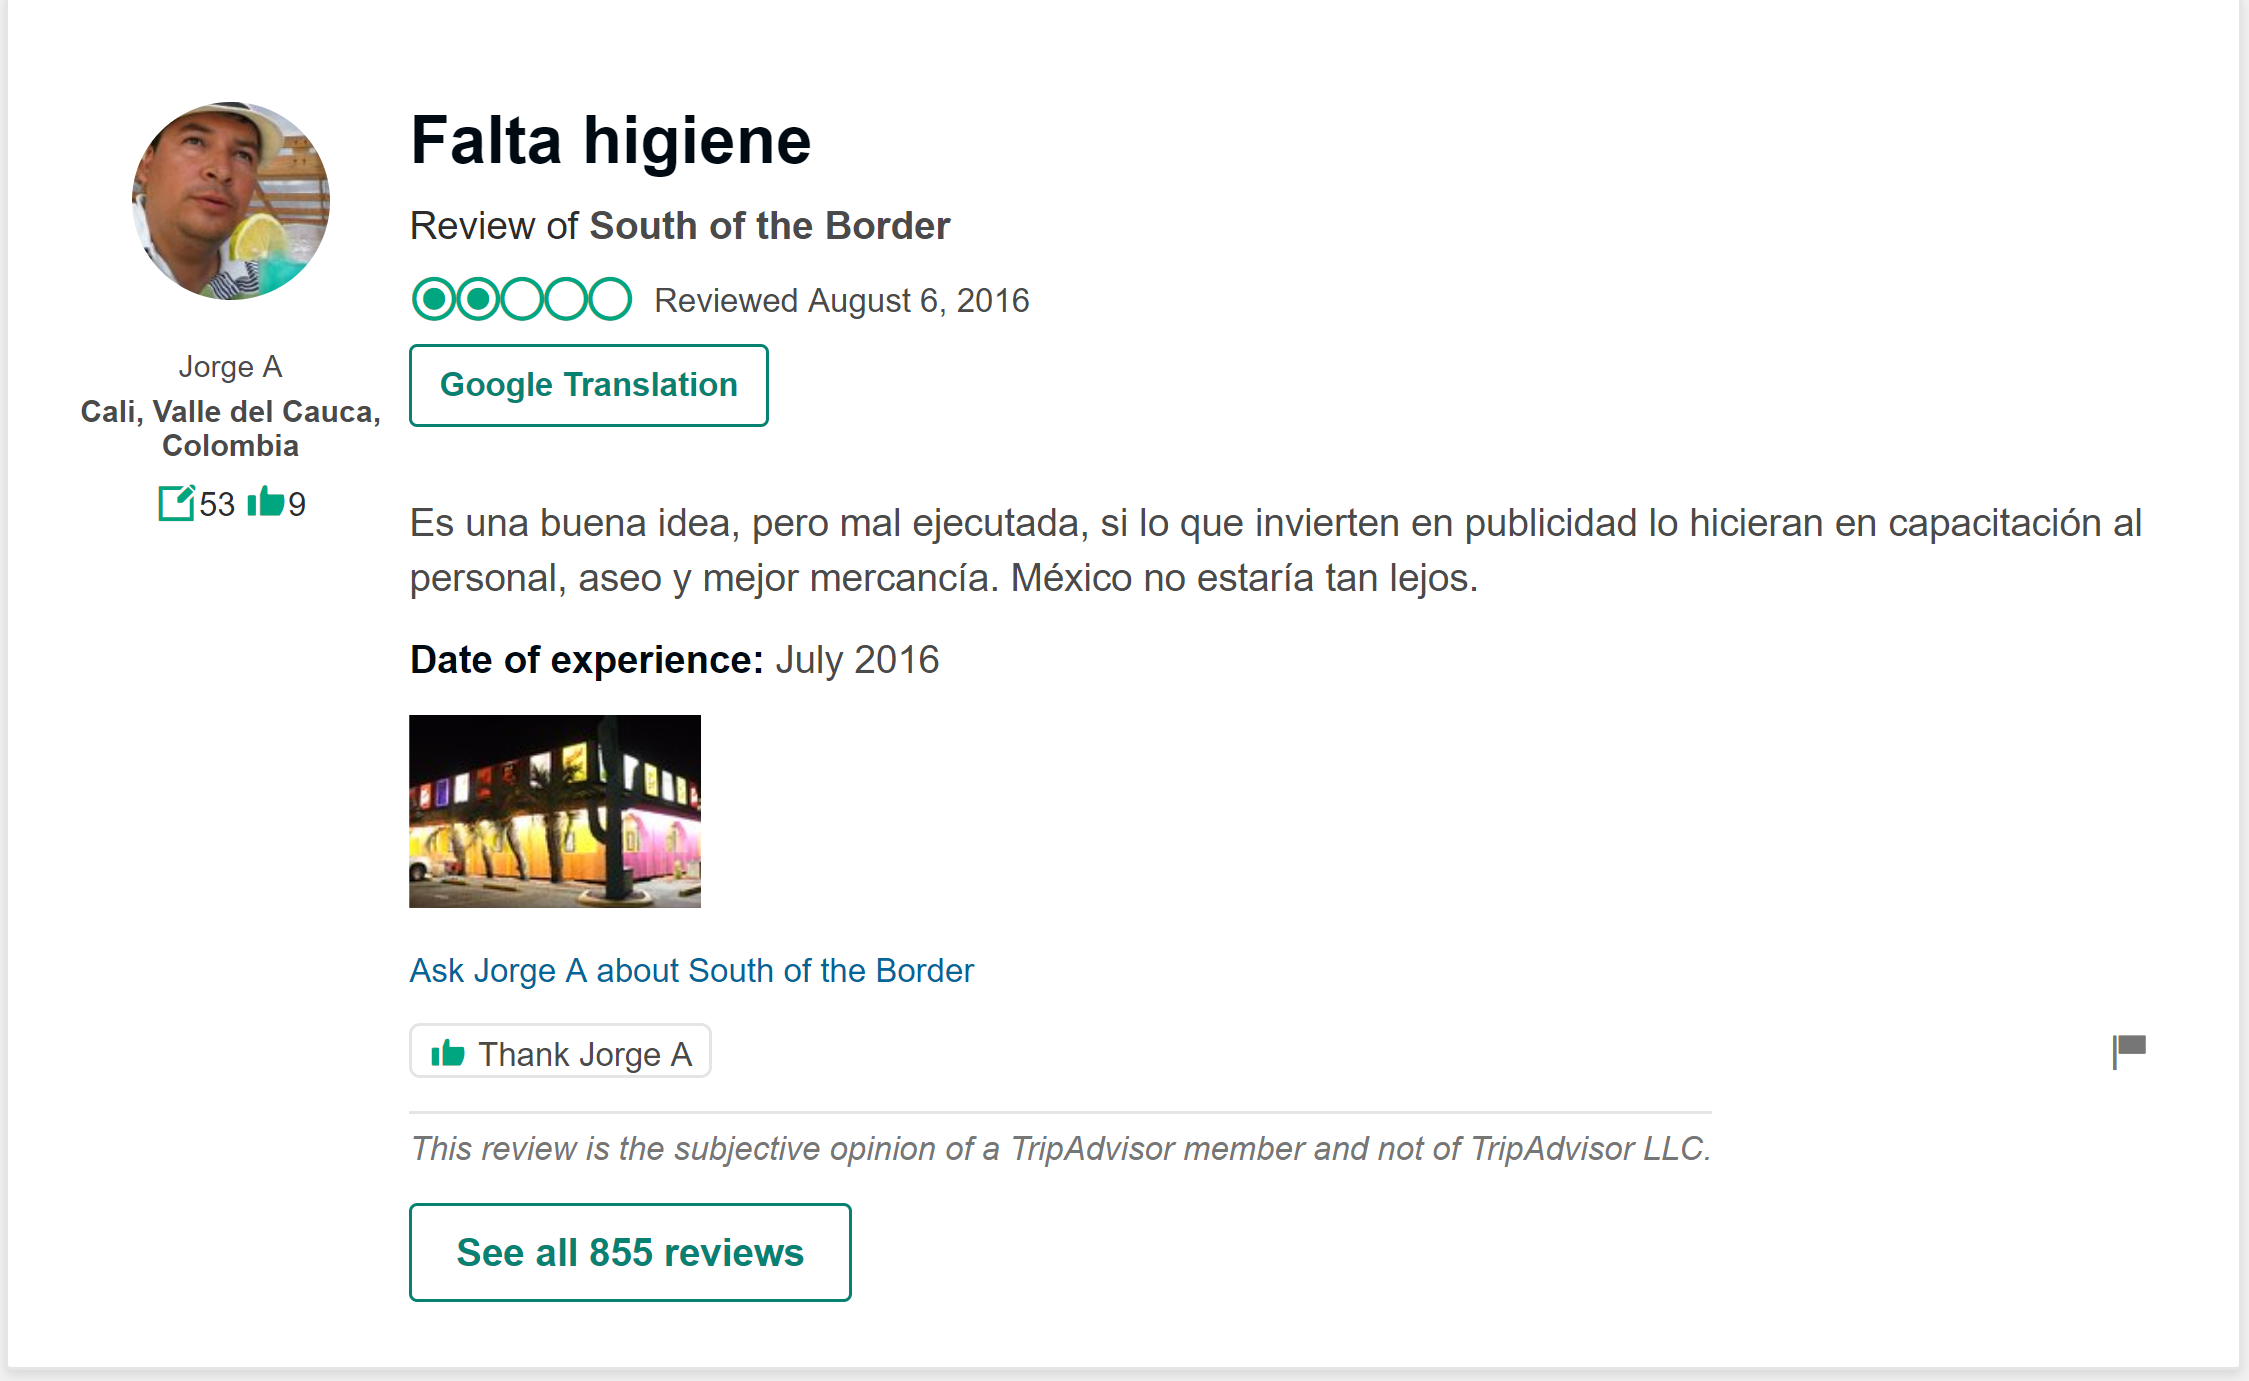 Falta higiene
Review of South of the Border
Reviewed August 6, 2016
Google Translation
Jorge A
Cali, Valle del Cauca,
Colombia
53 9
Es una buena idea, pero mal ejecutada, si lo que invierten en publicidad lo hicieran en capacitación al
personal, aseo y mejor mercancía. México no estaría tan lejos.
Date of experience: July 2016
Ask Jorge A about South of the Border
Thank Jorge A
This review is the subjective opinion of a TripAdvisor member and not of TripAdvisor LLC.
See all 855 reviews